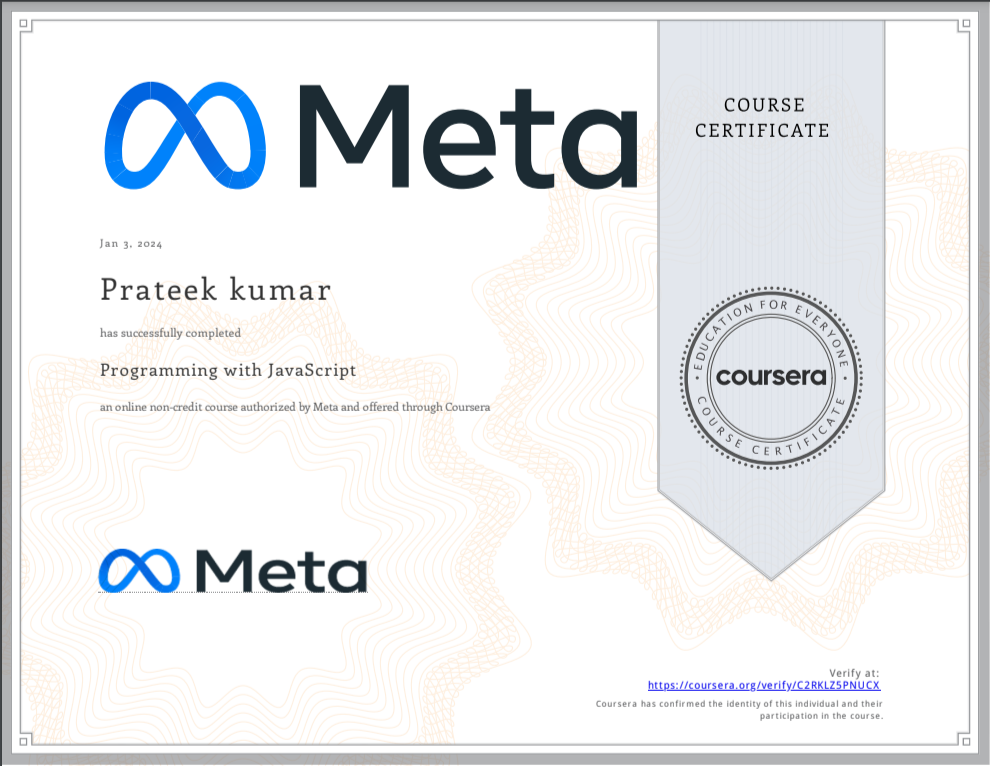 Meta
COURSE
CERTIFICATE
Jan 3, 2024
Prateek kumar
has successfully completed
Programming with JavaScript
an online non-credit course authorized by Meta and offered through Coursera
EDUCATION FOR EVERYONE
coursera
COURSE CERTIFICATE
Meta
Verify at:
https://coursera.org/verify/C2RKLZ5PNUCX
Coursera has confirmed the identity of this individual and their
participation in the course.